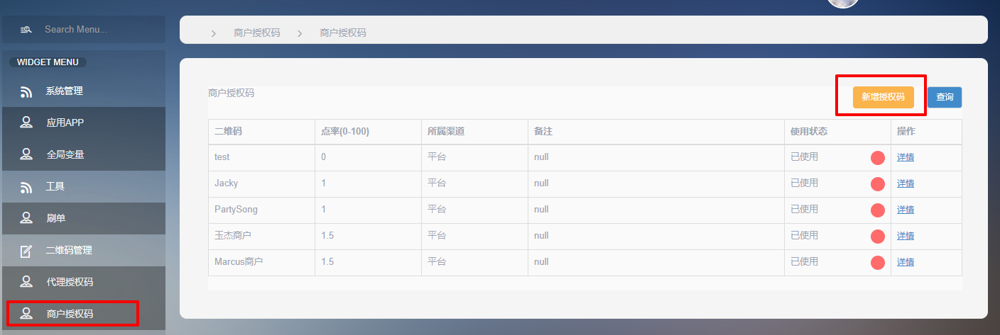 Search Menu...
商户授权码 商户授权码
WIDGET MENU
系统管理
应用APP
全局变量
工具
刷单
二维码管理
代理授权码
商户授权码
商户授权码 新增授权码 查询
二维码 点率(0-100) 所属渠道 备注 使用状态 操作
test 0 平台 null 已使用 详情
Jacky 1 平台 null 已使用 详情
PartySong 1 平台 null 已使用 详情
玉杰商户 1.5 平台 null 已使用 详情
Marcus商户 1.5 平台 null 已使用 详情